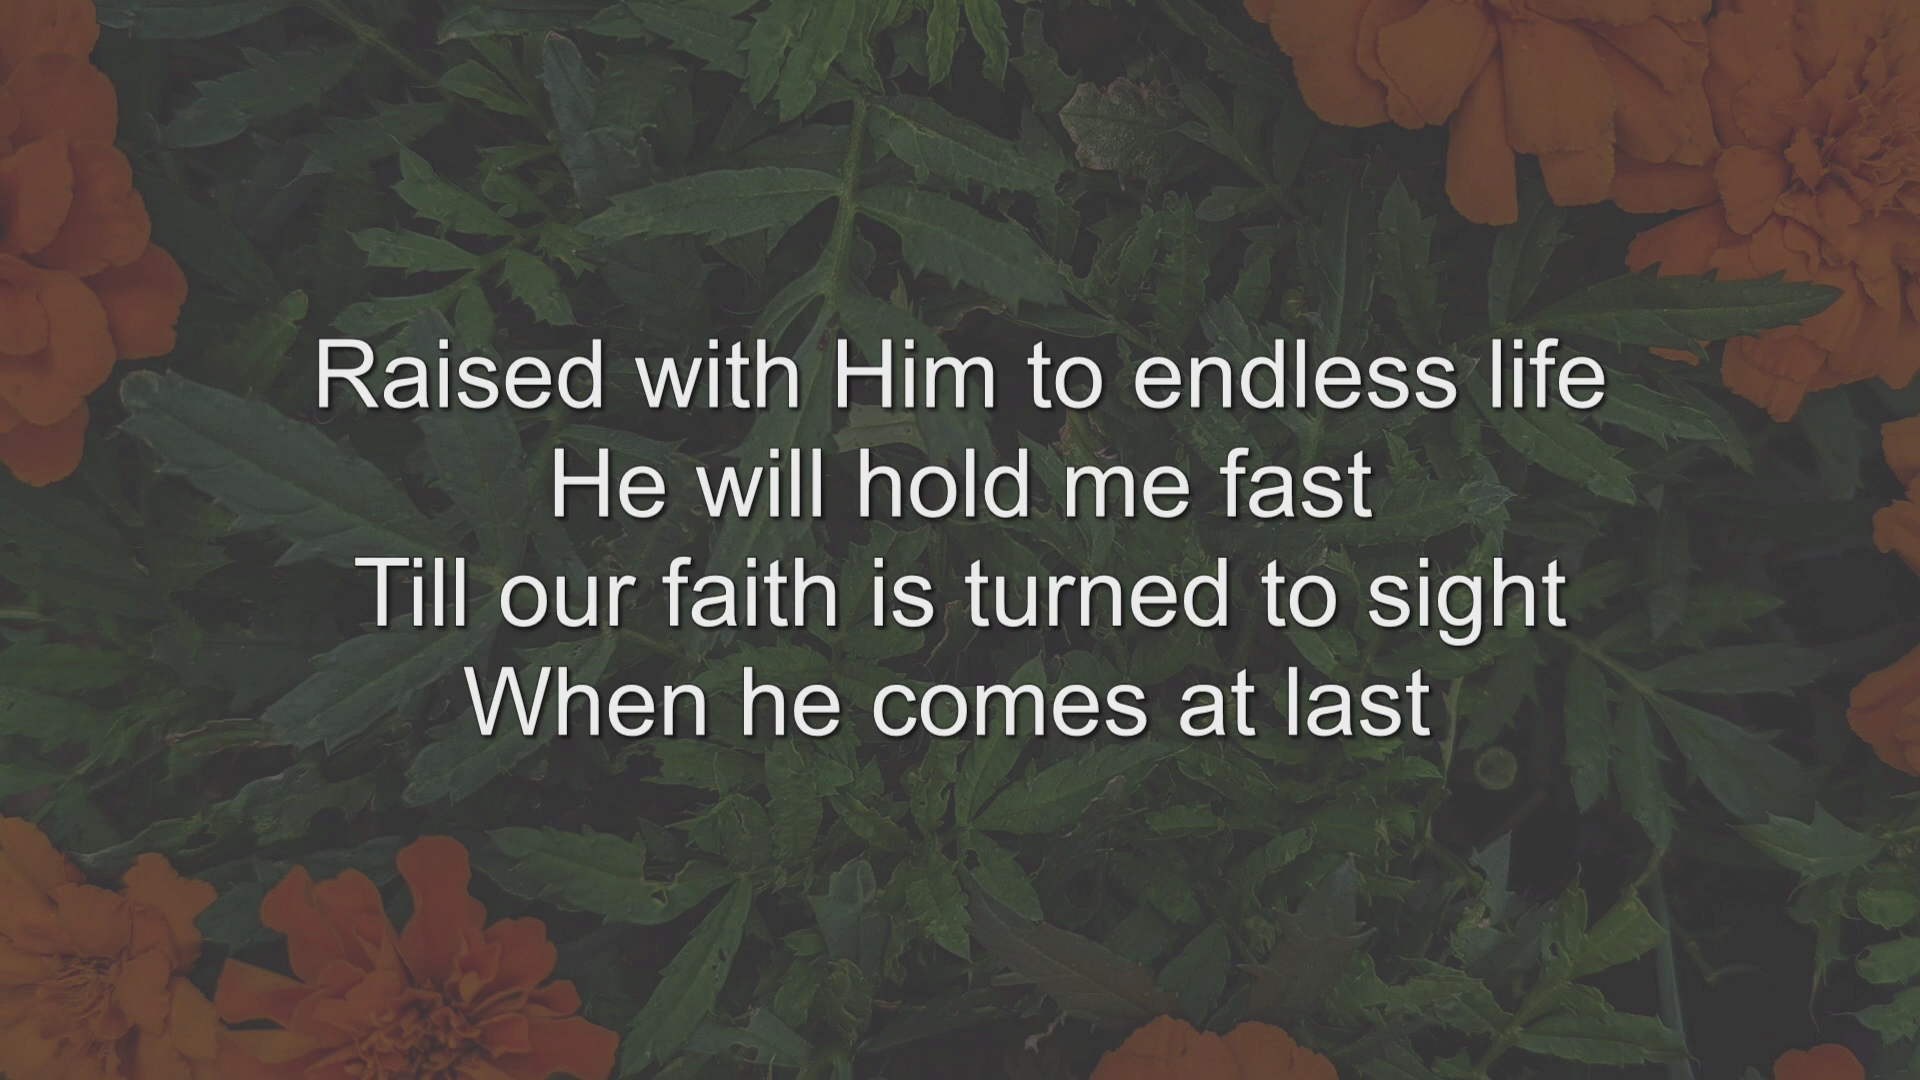 Raised with Him to endless life
He will hold me fast
Till our faith is turned to sight
When he comes at last